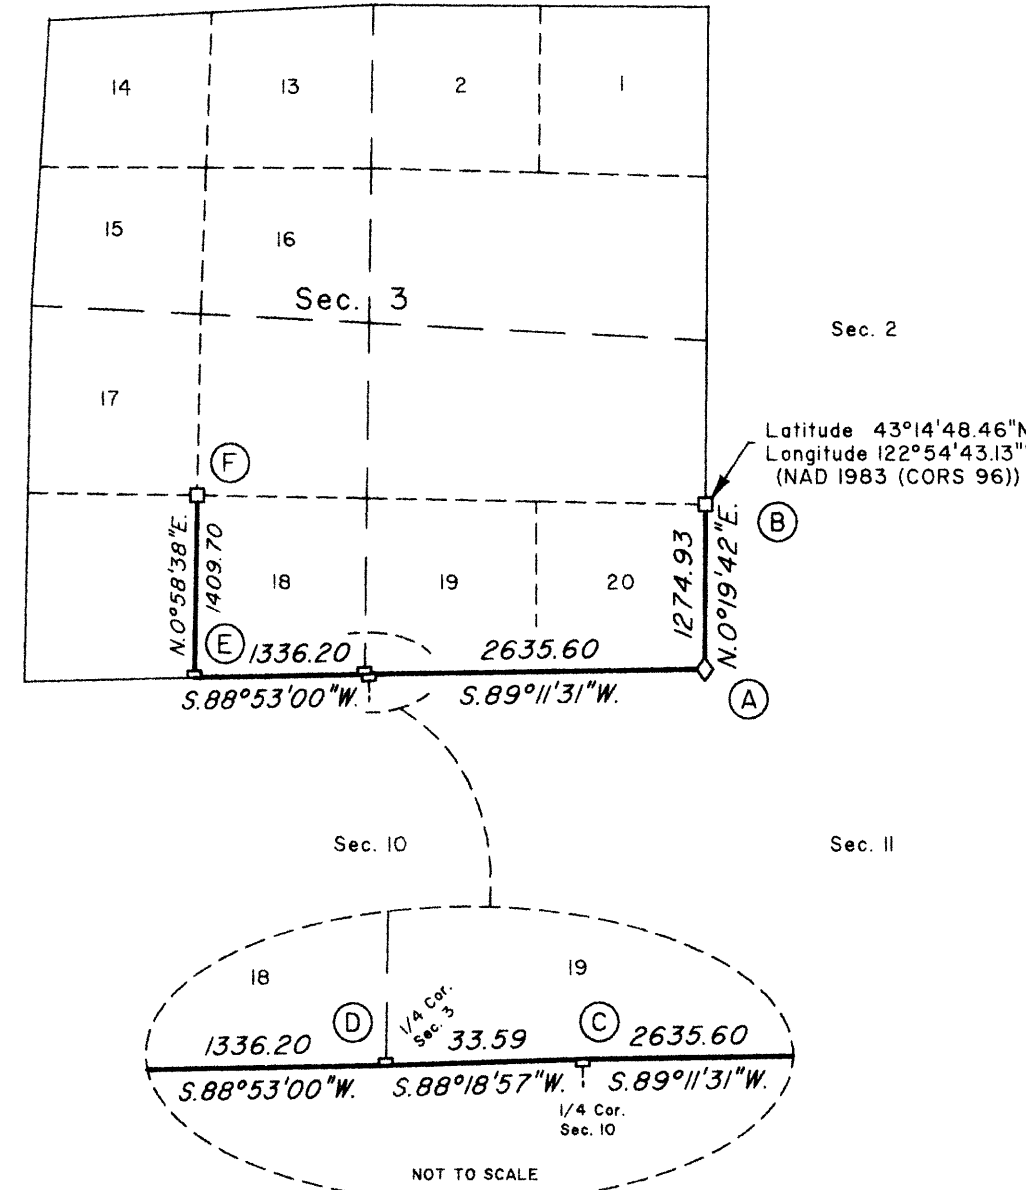 14
13
2
1
15
16
Sec. 3
Sec. 2
17
Latitude 43°14'48.46"N
Longitude 122°54'43.13"
(NAD 1983 (CORS 96))
F
B
N.0°58'38"E.
1409.70
18
19
20
1274.93
N.0°19'42"E.
E
1336.20
2635.60
S.88°53'00"W.
S.89°11'31"W.
A
Sec. 10
Sec. 11
18
19
D
1/4 Cor.
Sec. 3
C
1336.20
33.59
2635.60
S.88°53'00"W.
S.88°18'57"W.
S.89°11'31"W.
1/4 Cor.
Sec. 10
NOT TO SCALE